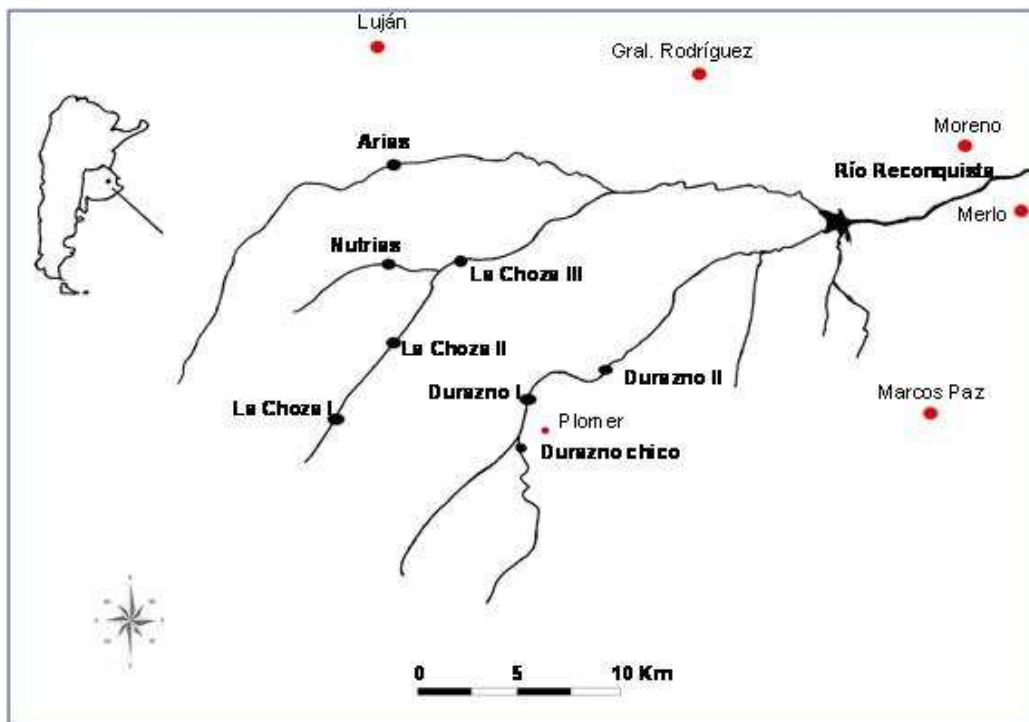 Luján
Gral. Rodríguez
Moreno
Arias
Río Reconquista
Merlo
Nutrias
La Choza III
La Choza II
Durazno II
Durazno I
Marcos Paz
La Choza I
Plomer
Durazno chico
0 5 10 Km